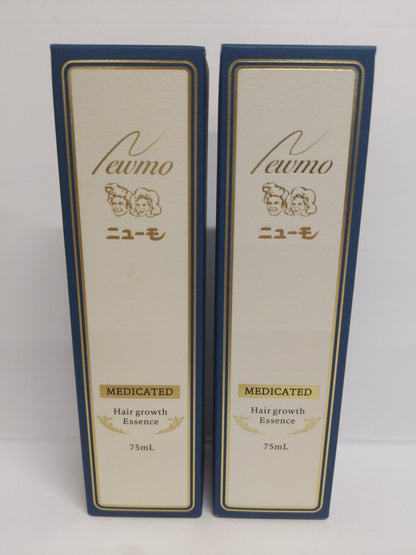 Newmo
ニューモ
MEDICATED
Hair growth
Essence
75mL
Newmo
ニューモ
MEDICATED
Hair growth
Essence
75mL